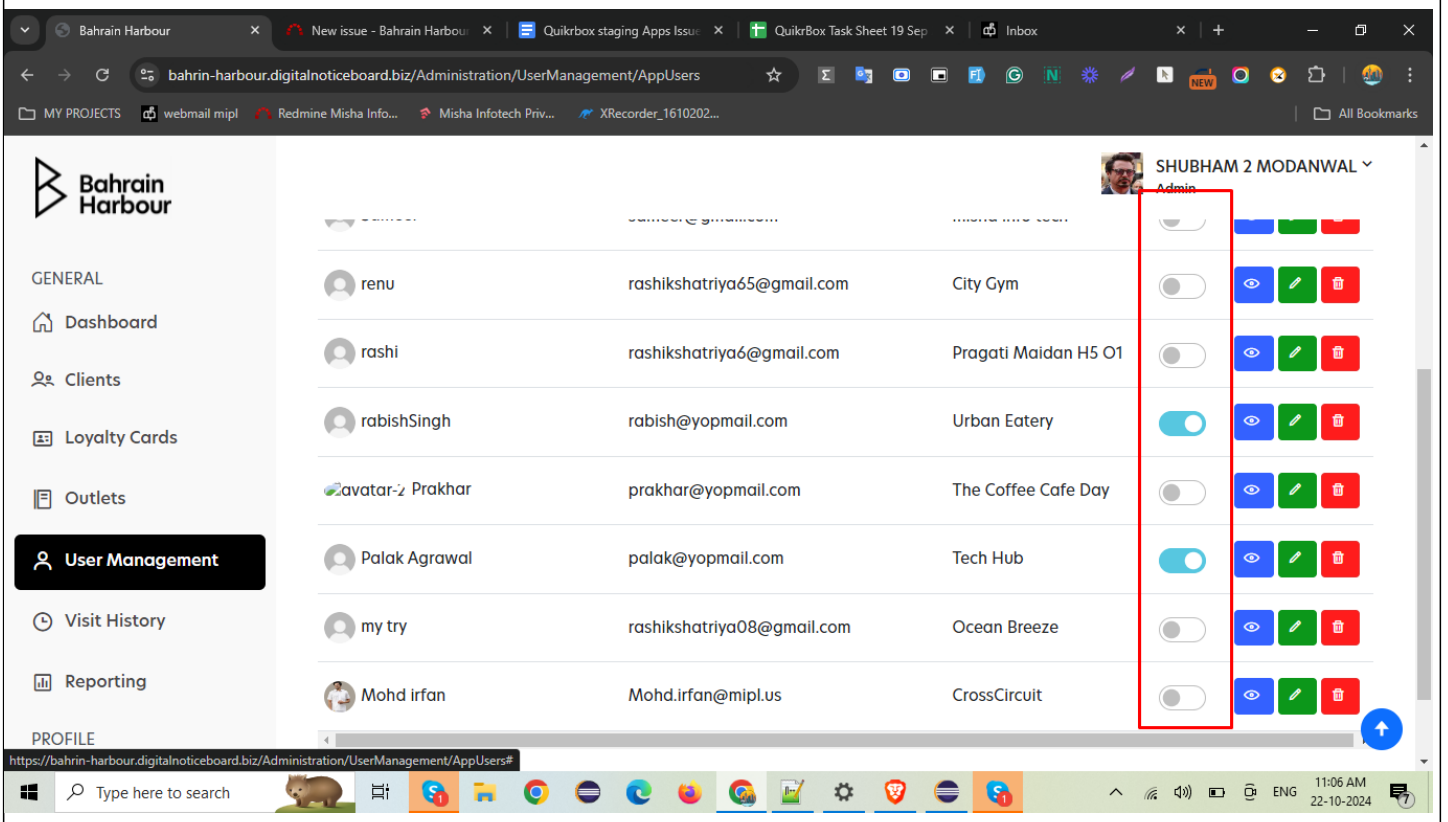 Bahrain Harbour
New issue - Bahrain Harbou
Quikrbox staging Apps Issue
QuikrBox Task Sheet 19 Sep
Inbox
bahrin-harbour.digitalnoticeboard.biz/Administration/UserManagement/AppUsers
NEW
MY PROJECTS
webmail mipl
Redmine Misha Info...
Misha Infotech Priv...
XRecorder_1610202...
All Bookmarks
Bahrain
Harbour
SHUBHAM 2 MODANWAL
Admin
GENERAL
Dashboard
Clients
Loyalty Cards
Outlets
User Management
Visit History
Reporting
PROFILE
renu rashikshatriya65@gmail.com City Gym
rashi rashikshatriya6@gmail.com Pragati Maidan H5 O1
rabishSingh rabish@yopmail.com Urban Eatery
avatar-2 Prakhar prakhar@yopmail.com The Coffee Cafe Day
Palak Agrawal palak@yopmail.com Tech Hub
my try rashikshatriya08@gmail.com Ocean Breeze
Mohd irfan Mohd.irfan@mipl.us CrossCircuit
https://bahrin-harbour.digitalnoticeboard.biz/Administration/UserManagement/AppUsers#
Type here to search
ENG
11:06 AM
22-10-2024
7